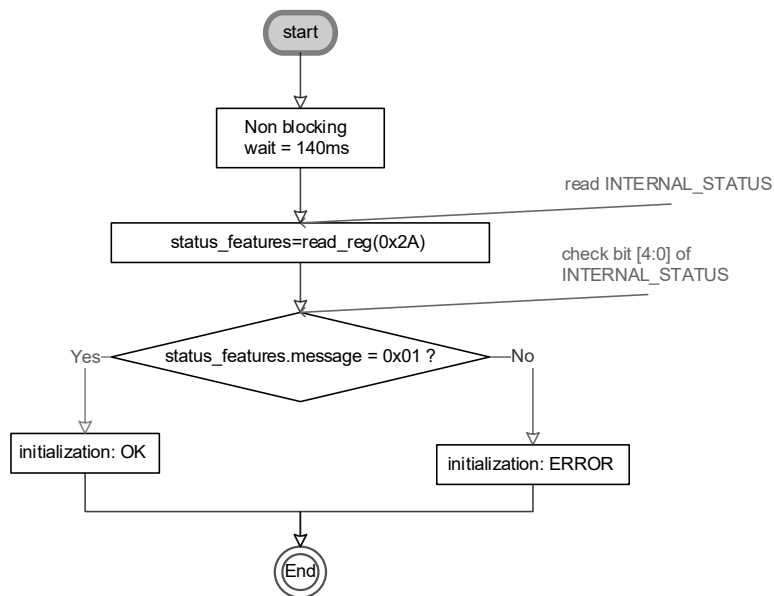 start
Non blocking
wait = 140ms
read INTERNAL_STATUS
status_features=read_reg(0x2A)
check bit [4:0] of
INTERNAL_STATUS
Yes
status_features.message = 0x01 ?
No
initialization: OK
initialization: ERROR
End